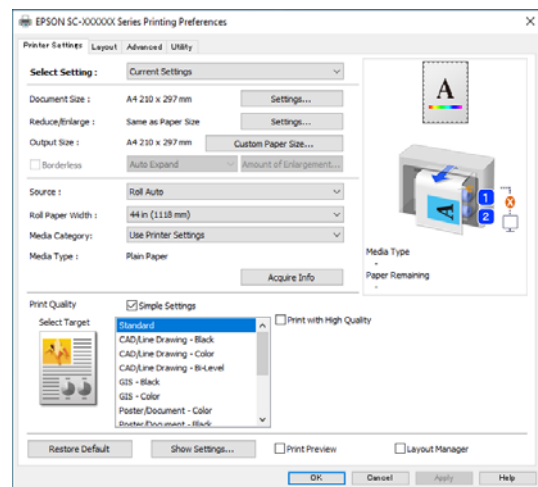 EPSON SC-XXXXXX Series Printing Preferences
Printer Settings Layout Advanced Utility
Select Setting : Current Settings
Document Size : A4 210 x 297 mm Settings...
Reduce/Enlarge : Same as Paper Size Settings...
Output Size : A4 210 x 297 mm Custom Paper Size...
Borderless Auto Expand Amount of Enlargement...
Source : Roll Auto
Roll Paper Width : 44 in (1118 mm)
Media Category: Use Printer Settings
Media Type : Plain Paper
Acquire Info
A
A
1
2
Media Type
-
Paper Remaining
-
Print Quality Simple Settings
Select Target
Standard
CAD/Line Drawing - Black
CAD/Line Drawing - Color
CAD/Line Drawing - Bi-Level
GIS - Black
GIS - Color
Poster/Document - Color
Poster/Document - Black
Print with High Quality
Restore Default Show Settings... Print Preview Layout Manager
OK Cancel Apply Help